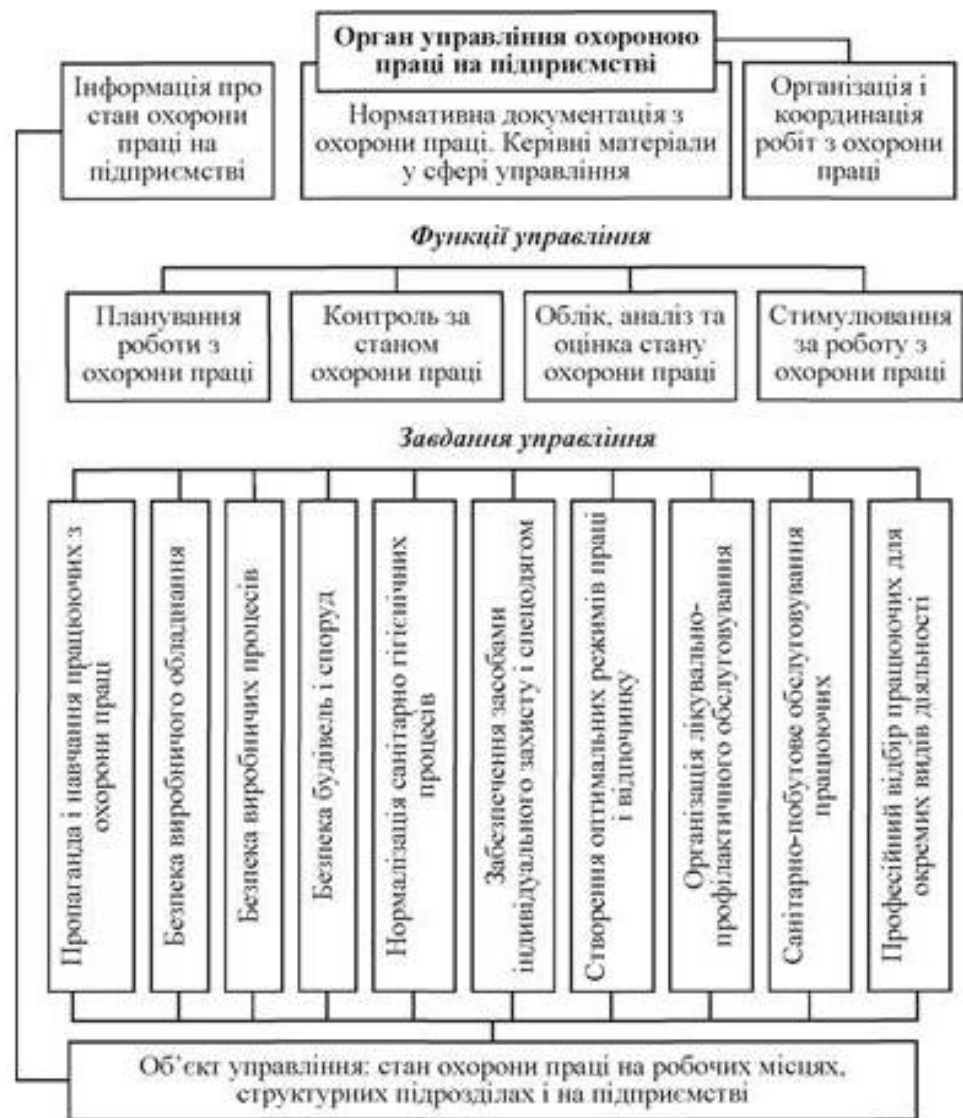 Орган управління охороною
праці на підприємстві
Інформація про
стан охорони
праці на
підприємстві
Нормативна документація з
охорони праці. Керівні матеріали
у сфері управління
Організація і
координація
робіт з охорони
праці
Функції управління
Планування
роботи з
охорони праці
Контроль за
станом
охорони праці
Облік, аналіз та
оцінка стану
охорони праці
Стимулювання
за роботу з
охорони праці
Завдання управління
Пропаганда і навчання працюючих з
охорони праці
Безпека виробничого обладнання
Безпека виробничих процесів
Безпека будівель і споруд
Нормалізація санітарно гігієнічних
процесів
Забезпечення засобами
індивідуального захисту і спецодягом
Створення оптимальних режимів праці
і відпочинку
Організація лікувально-
профілактичного обслуговування
Санітарно-побутове обслуговування
працюючих
Професійний відбір працюючих для
окремих видів діяльності
Об’єкт управління: стан охорони праці на робочих місцях,
структурних підрозділах і на підприємстві